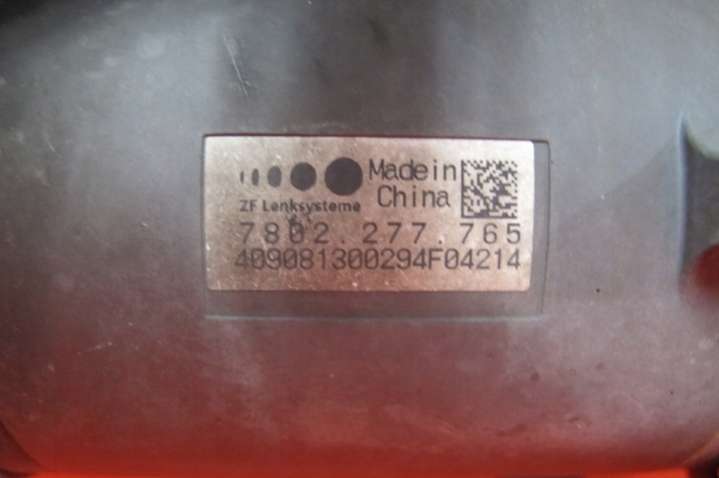 Made in
China
ZF Lenksysteme
7802.277.765
409081300294F04214